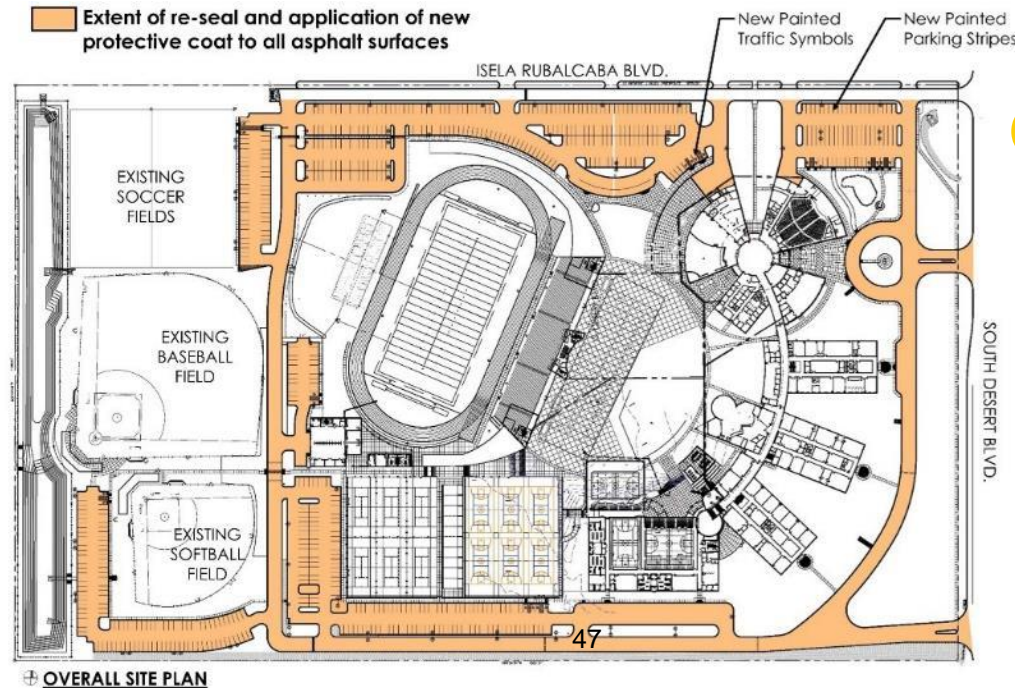 Extent of re-seal and application of new
protective coat to all asphalt surfaces
New Painted
Traffic Symbols
New Painted
Parking Stripes
ISELA RUBALCABA BLVD.
EXISTING
SOCCER
FIELDS
EXISTING
BASEBALL
FIELD
SOUTH DESERT BLVD.
EXISTING
SOFTBALL
FIELD
47
OVERALL SITE PLAN